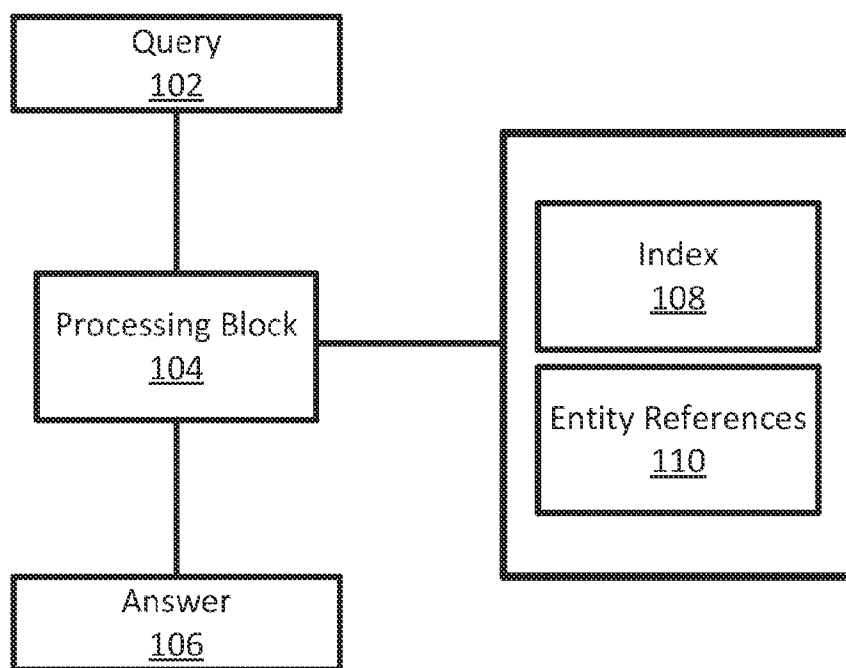 Query
102
Processing Block
104
Index
108
Entity References
110
Answer
106